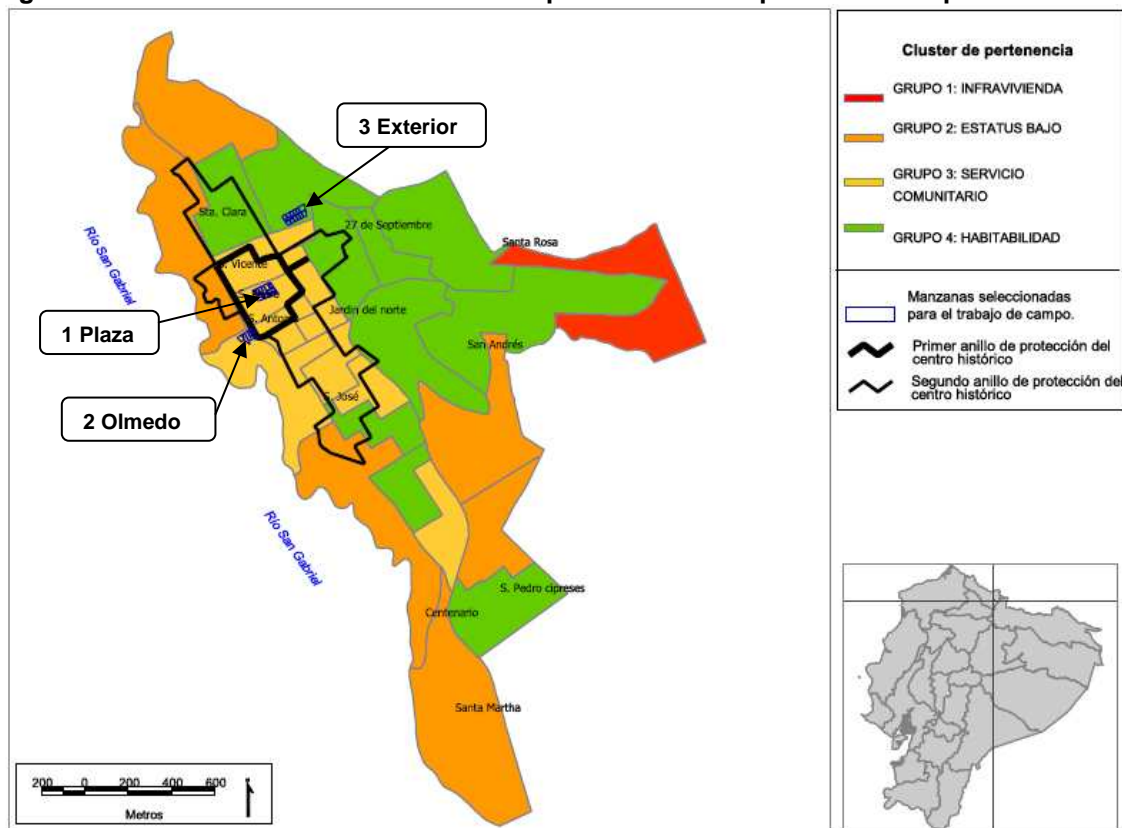 3 Exterior
Sta. Clara
27 de Septiembre
Santa Rosa
Río San Gabriel
Vicente
1 Plaza
S. Antonio
Jardin del norte
San Andrés
2 Olmedo
S. José
Río San Gabriel
S. Pedro cipreses
Centenario
Santa Martha
200 0 200 400 600
Metros
Cluster de pertenencia
GRUPO 1: INFRAVIVIENDA
GRUPO 2: ESTATUS BAJO
GRUPO 3: SERVICIO
COMUNITARIO
GRUPO 4: HABITABILIDAD
Manzanas seleccionadas
para el trabajo de campo.
Primer anillo de protección del
centro histórico
Segundo anillo de protección del
centro histórico